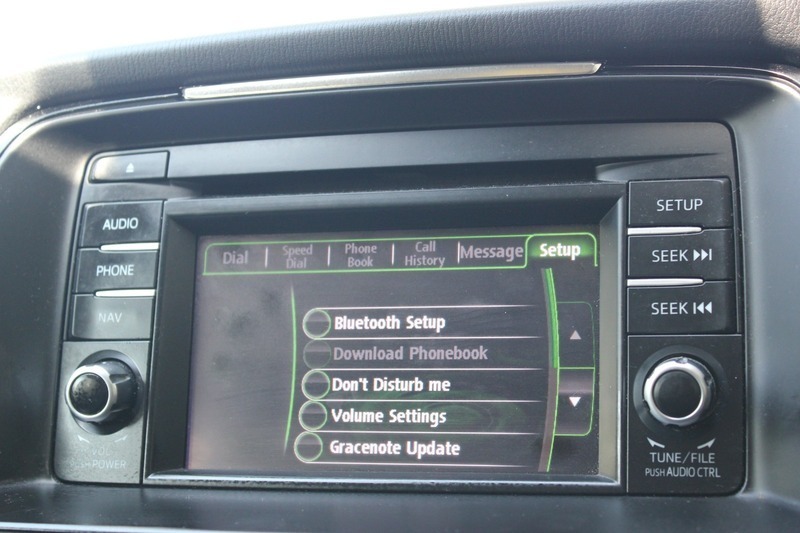 AUDIO
PHONE
NAV
VOL
PUSH POWER
Dial
Speed
Dial
Phone
Book
Call
History
Message
Setup
Bluetooth Setup
Download Phonebook
Don't Disturb me
Volume Settings
Gracenote Update
SETUP
SEEK
SEEK
TUNE/FILE
PUSH AUDIO CTRL